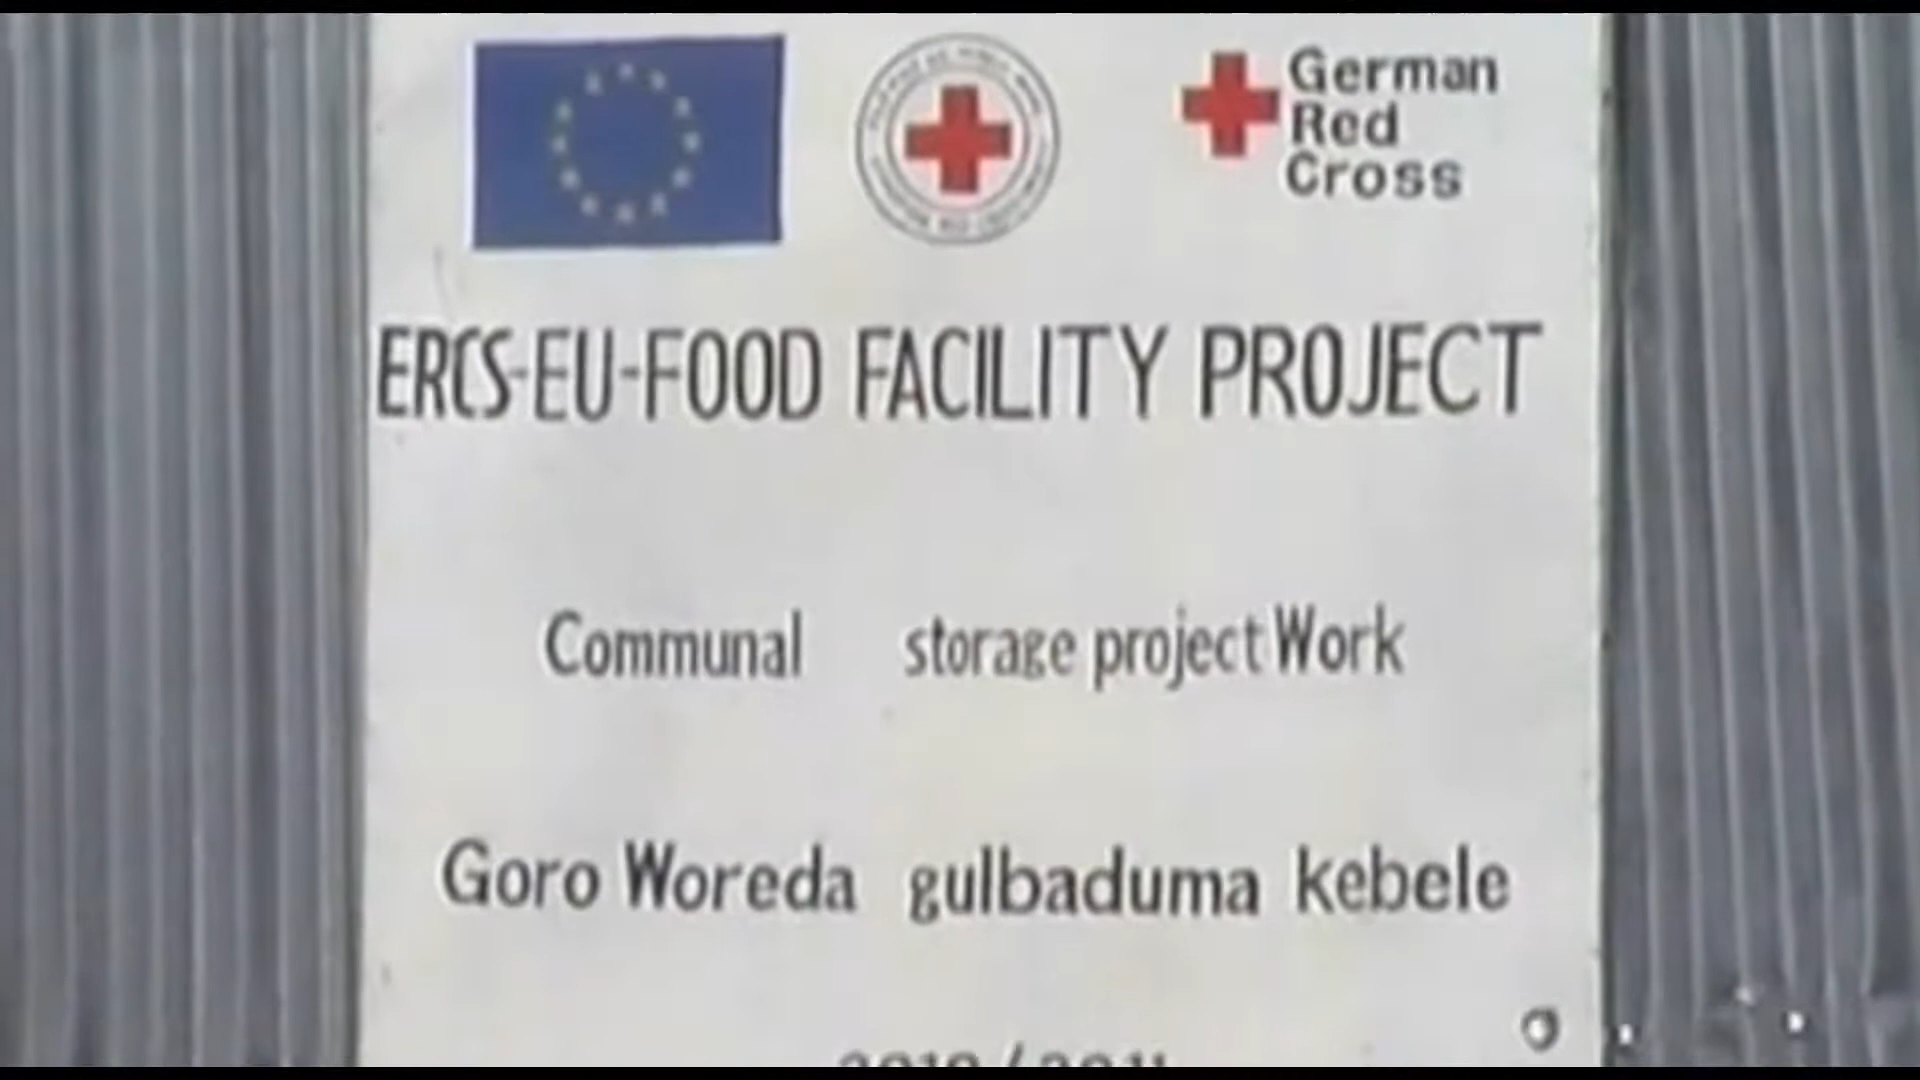 German
Red
Cross
ERCS-EU-FOOD FACILITY PROJECT
Communal storage project Work
Goro Woreda gulbaduma kebele